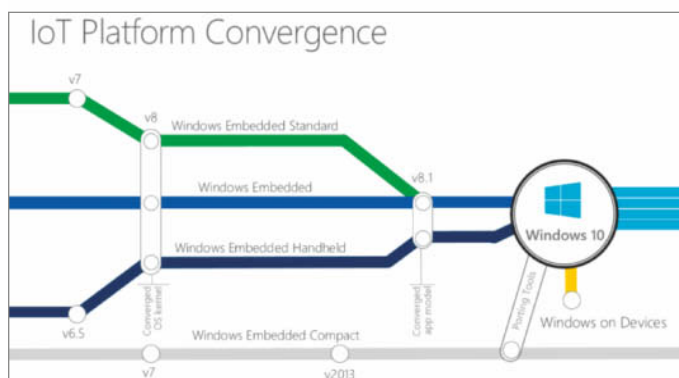 IoT Platform Convergence
v7
v8
Windows Embedded Standard
v8.1
Windows Embedded
Windows 10
Windows Embedded Handheld
Converged
OS kernel
Converged
app model
Porting Tools
Windows on Devices
v6.5
Windows Embedded Compact
v7
v2013